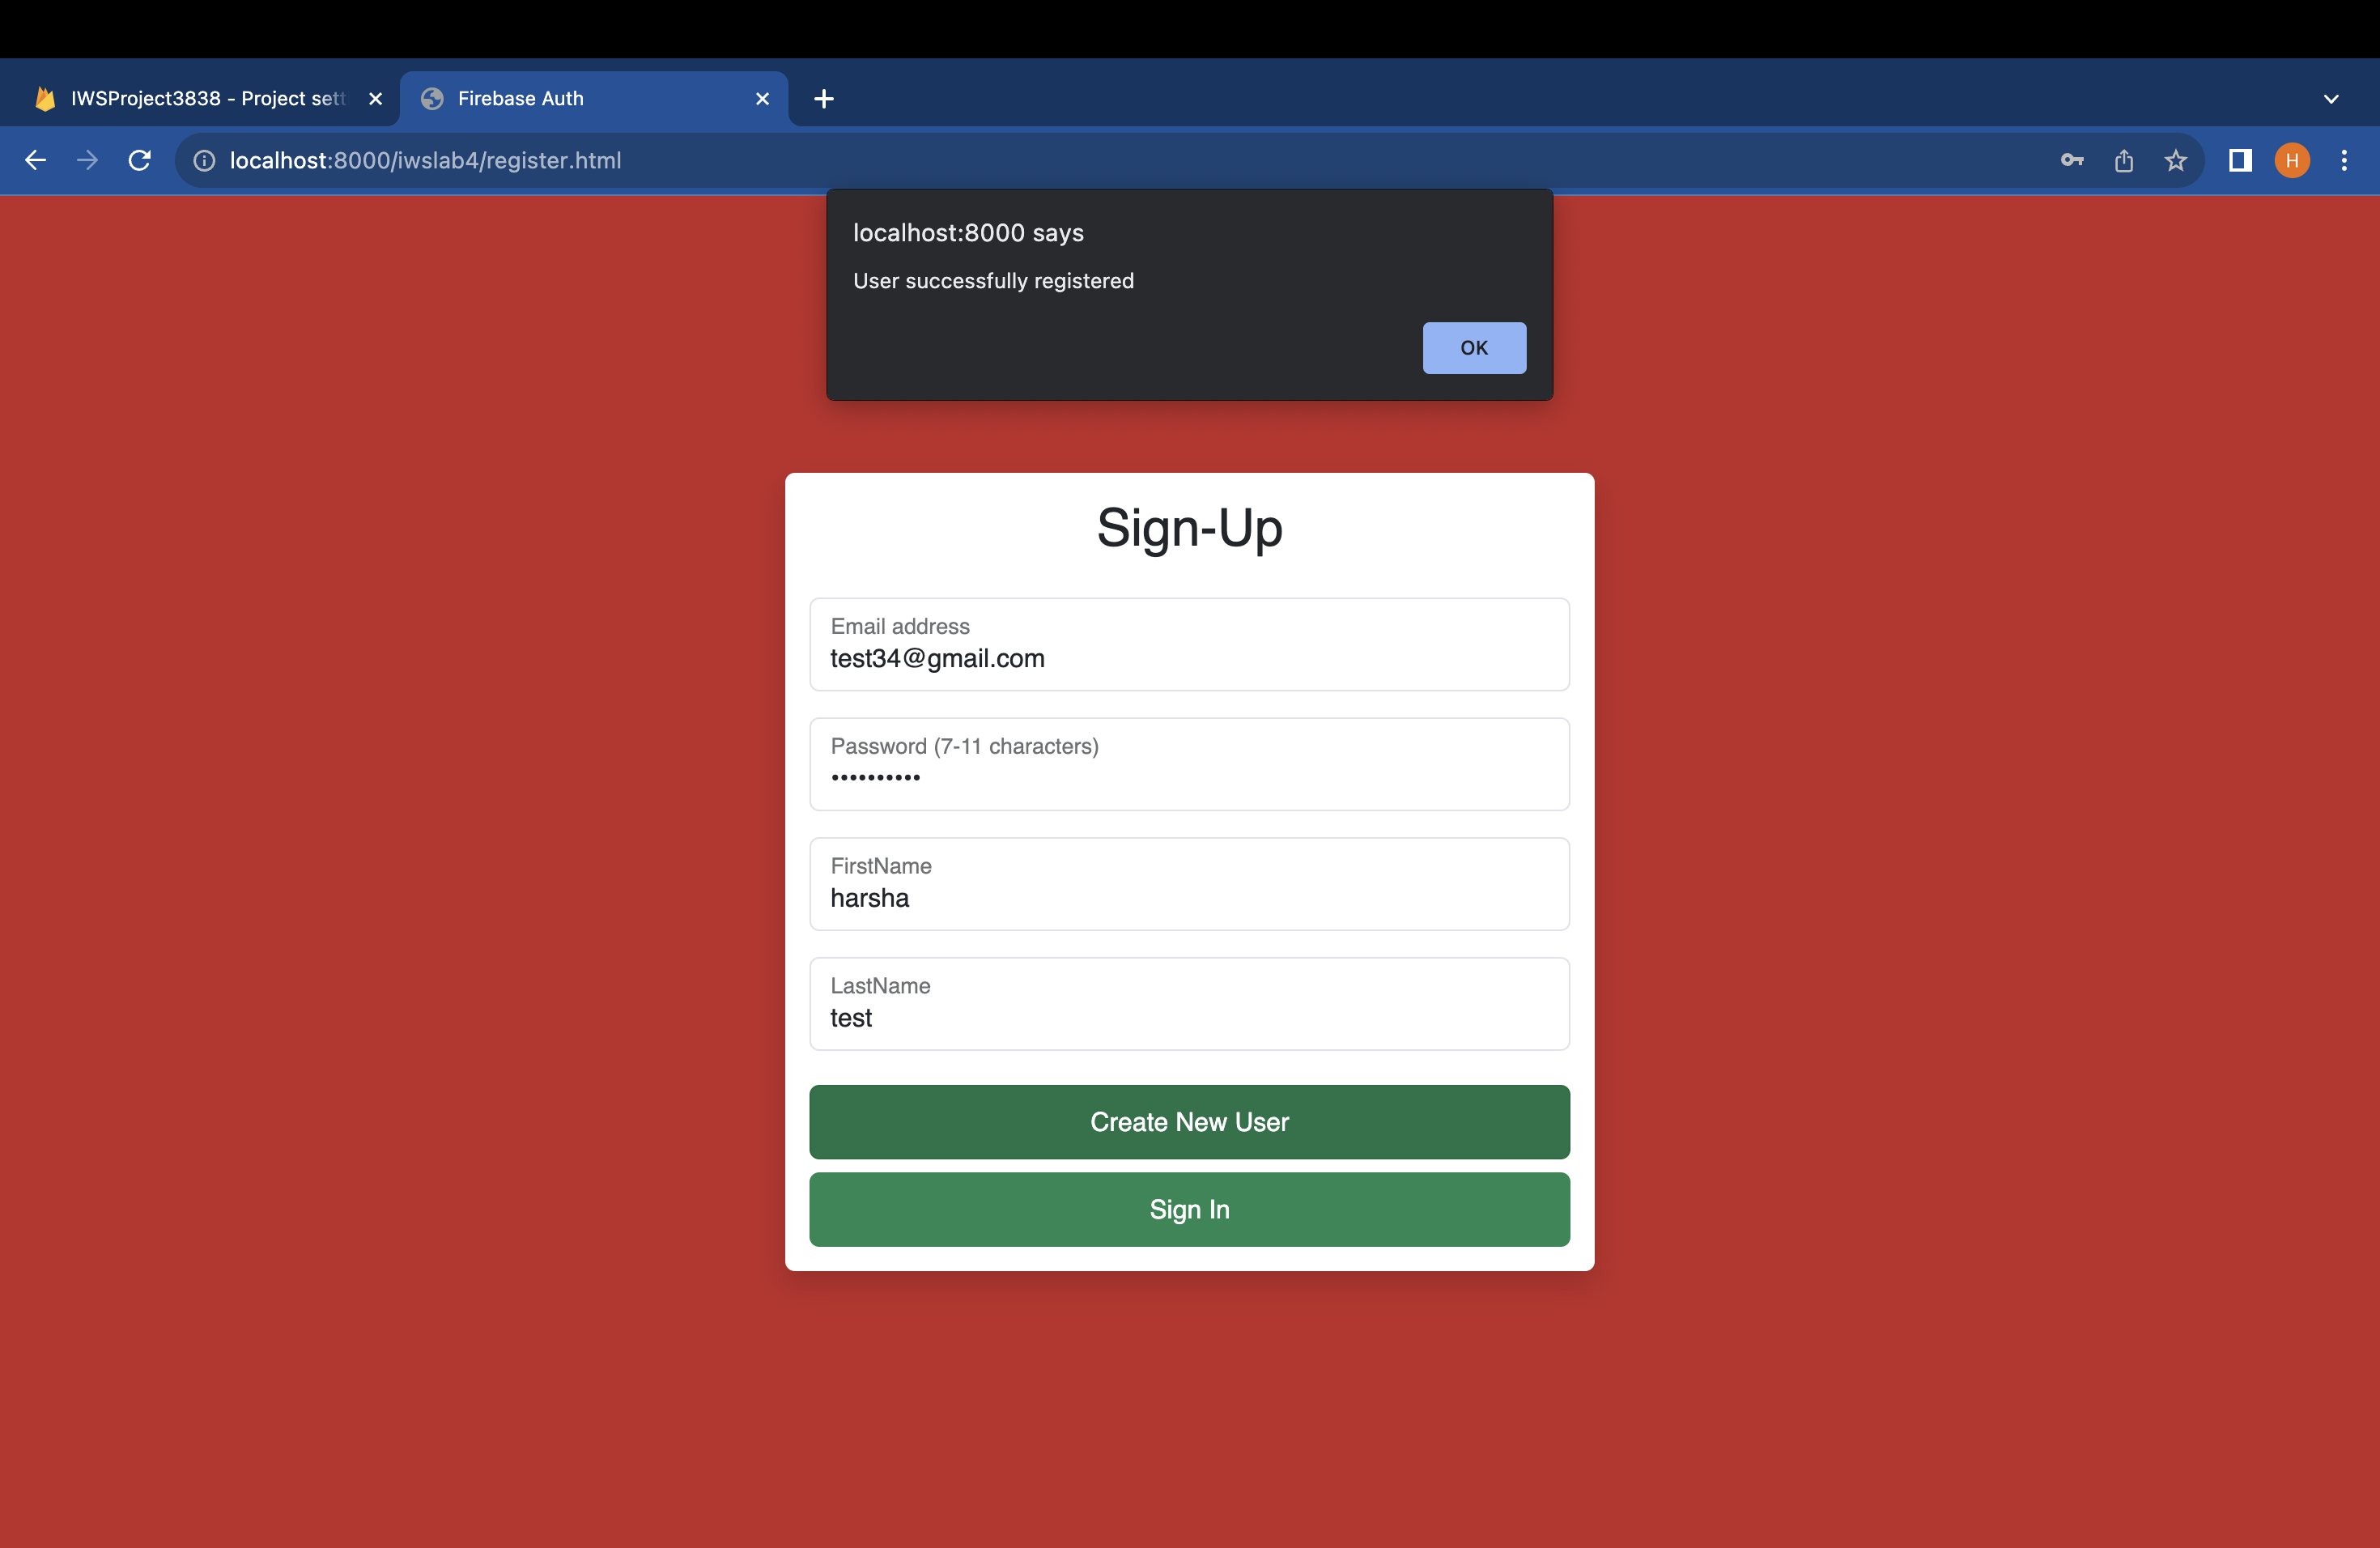 IWSProject3838 - Project sett
Firebase Auth
localhost:8000/iwslab4/register.html
H
localhost:8000 says
User successfully registered
OK
Sign-Up
Email address
test34@gmail.com
Password (7-11 characters)
••••••••••
FirstName
harsha
LastName
test
Create New User
Sign In